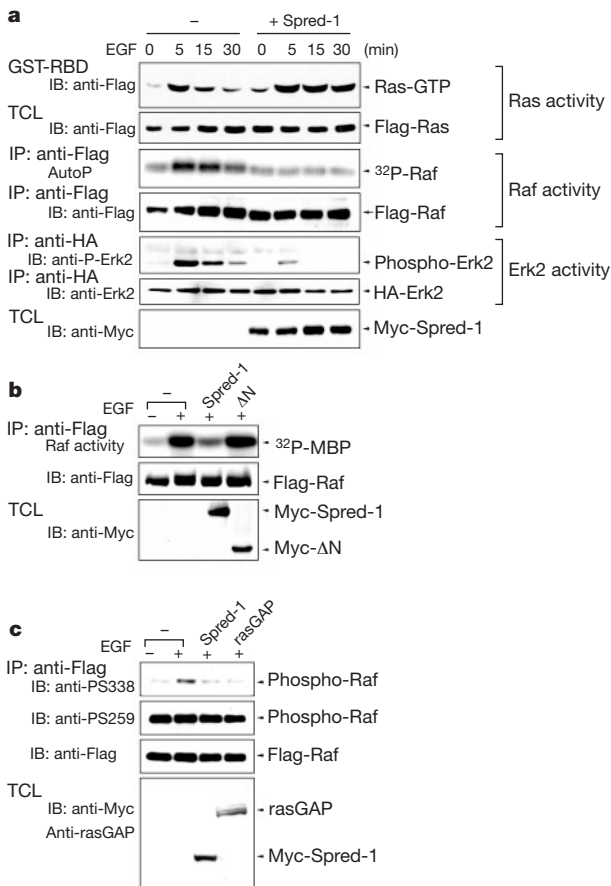 a
– + Spred-1
EGF 0 5 15 30 0 5 15 30 (min)
GST-RBD
IB: anti-Flag Ras-GTP
TCL
IB: anti-Flag Flag-Ras
Ras activity
IP: anti-Flag
AutoP ³²P-Raf
IP: anti-Flag
IB: anti-Flag Flag-Raf
Raf activity
IP: anti-HA
IB: anti-P-Erk2 Phospho-Erk2
IP: anti-HA
IB: anti-Erk2 HA-Erk2
Erk2 activity
TCL
IB: anti-Myc Myc-Spred-1
b
– Spred-1 ΔN
EGF – + + +
IP: anti-Flag
Raf activity ³²P-MBP
IB: anti-Flag Flag-Raf
TCL Myc-Spred-1
IB: anti-Myc
Myc-ΔN
c
– Spred-1 rasGAP
EGF – + + +
IP: anti-Flag
IB: anti-PS338 Phospho-Raf
IB: anti-PS259 Phospho-Raf
IB: anti-Flag Flag-Raf
TCL
IB: anti-Myc rasGAP
Anti-rasGAP
Myc-Spred-1